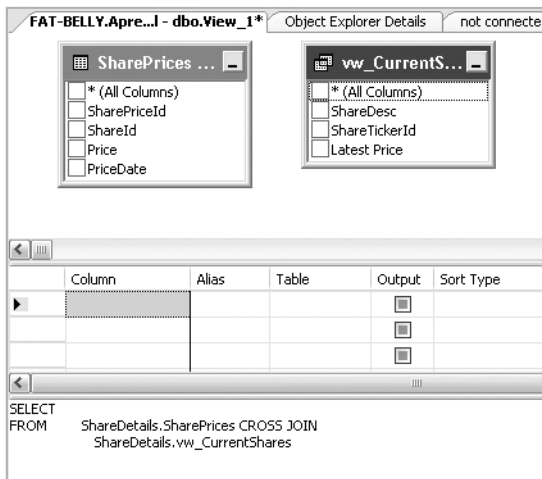 FAT-BELLY.Apre...l - dbo.View_1* Object Explorer Details not connecte
SharePrices ... vw_CurrentS...
* (All Columns)
SharePriceId
ShareId
Price
PriceDate
* (All Columns)
ShareDesc
ShareTickerId
Latest Price
Column Alias Table Output Sort Type
SELECT
FROM ShareDetails.SharePrices CROSS JOIN
ShareDetails.vw_CurrentShares